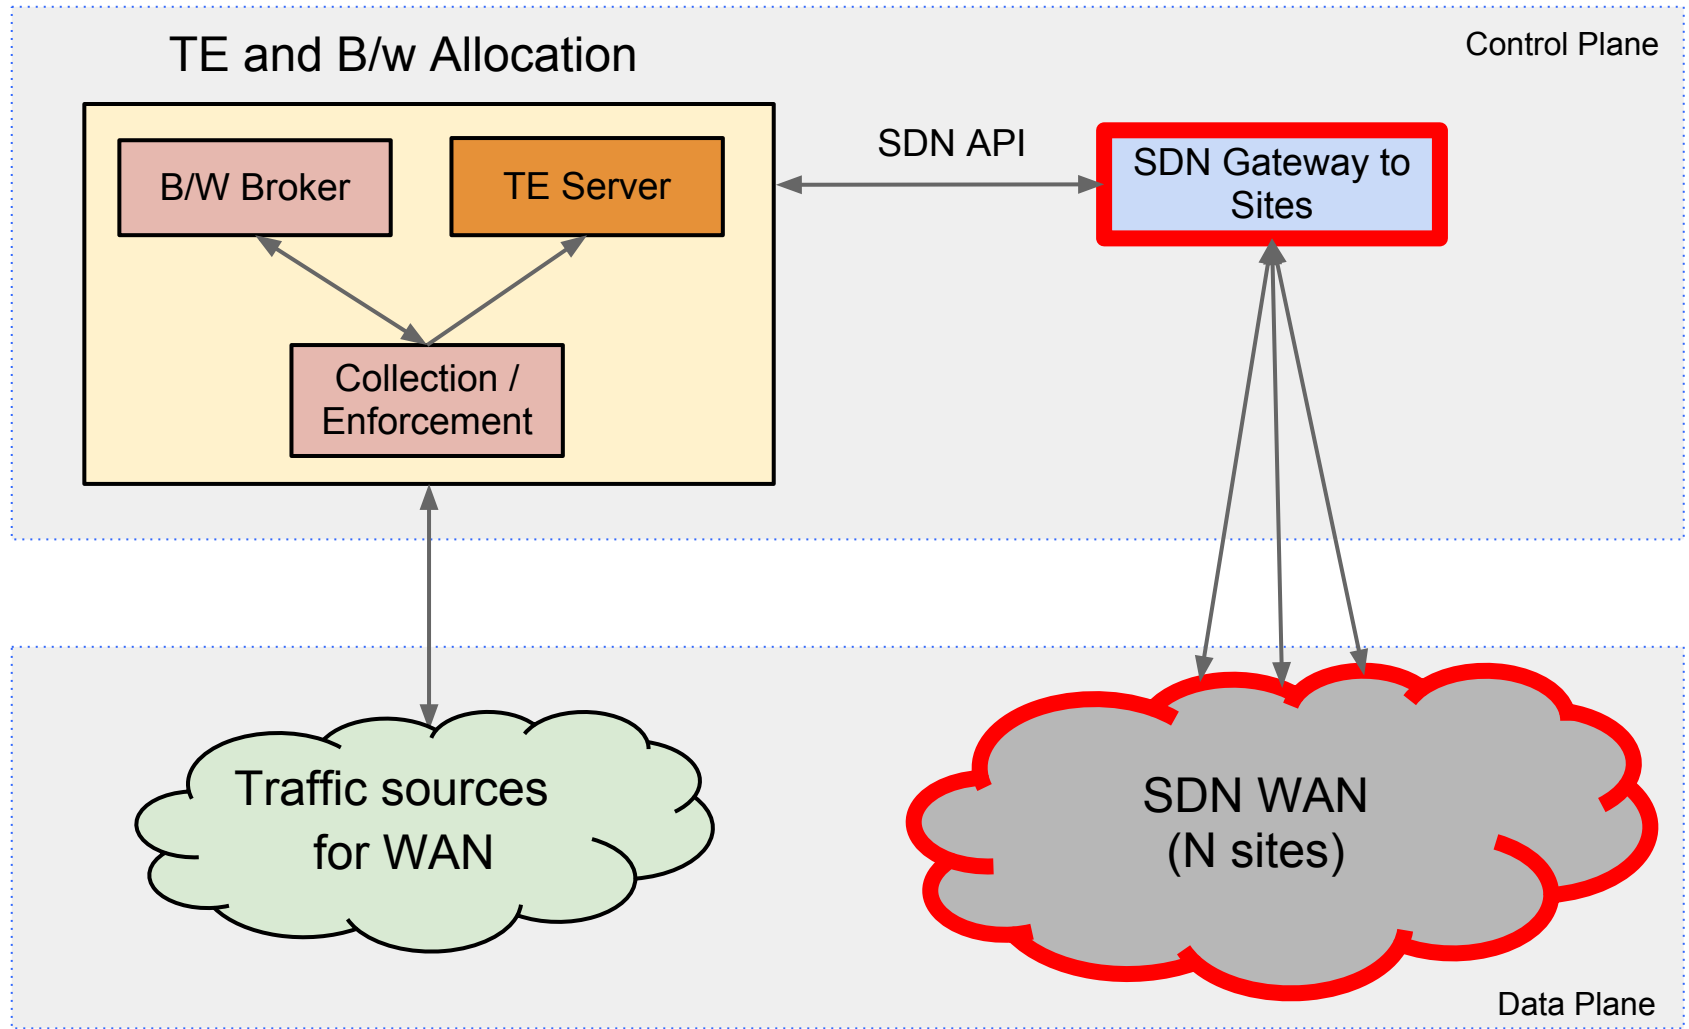 TE and B/w Allocation
Control Plane
B/W Broker
TE Server
SDN API
SDN Gateway to
Sites
Collection /
Enforcement
Traffic sources
for WAN
SDN WAN
(N sites)
Data Plane